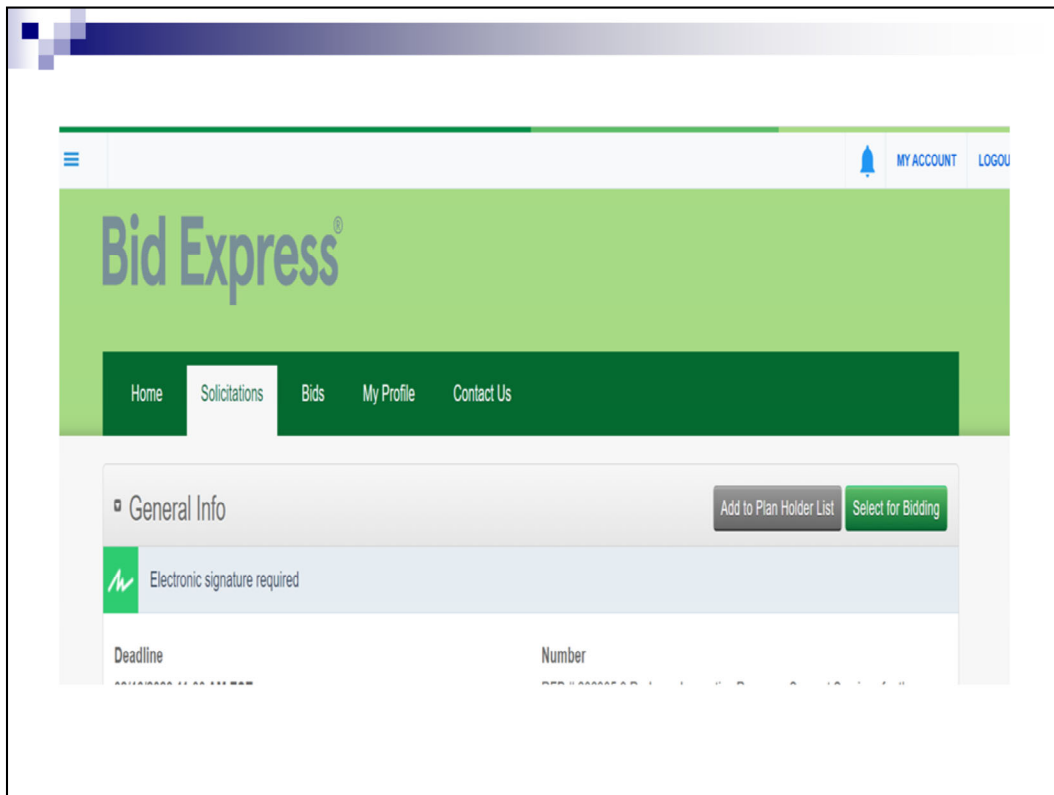 MY ACCOUNT LOGOU
Bid Express®
Home Solicitations Bids My Profile Contact Us
General Info Add to Plan Holder List Select for Bidding
Electronic signature required
Deadline Number